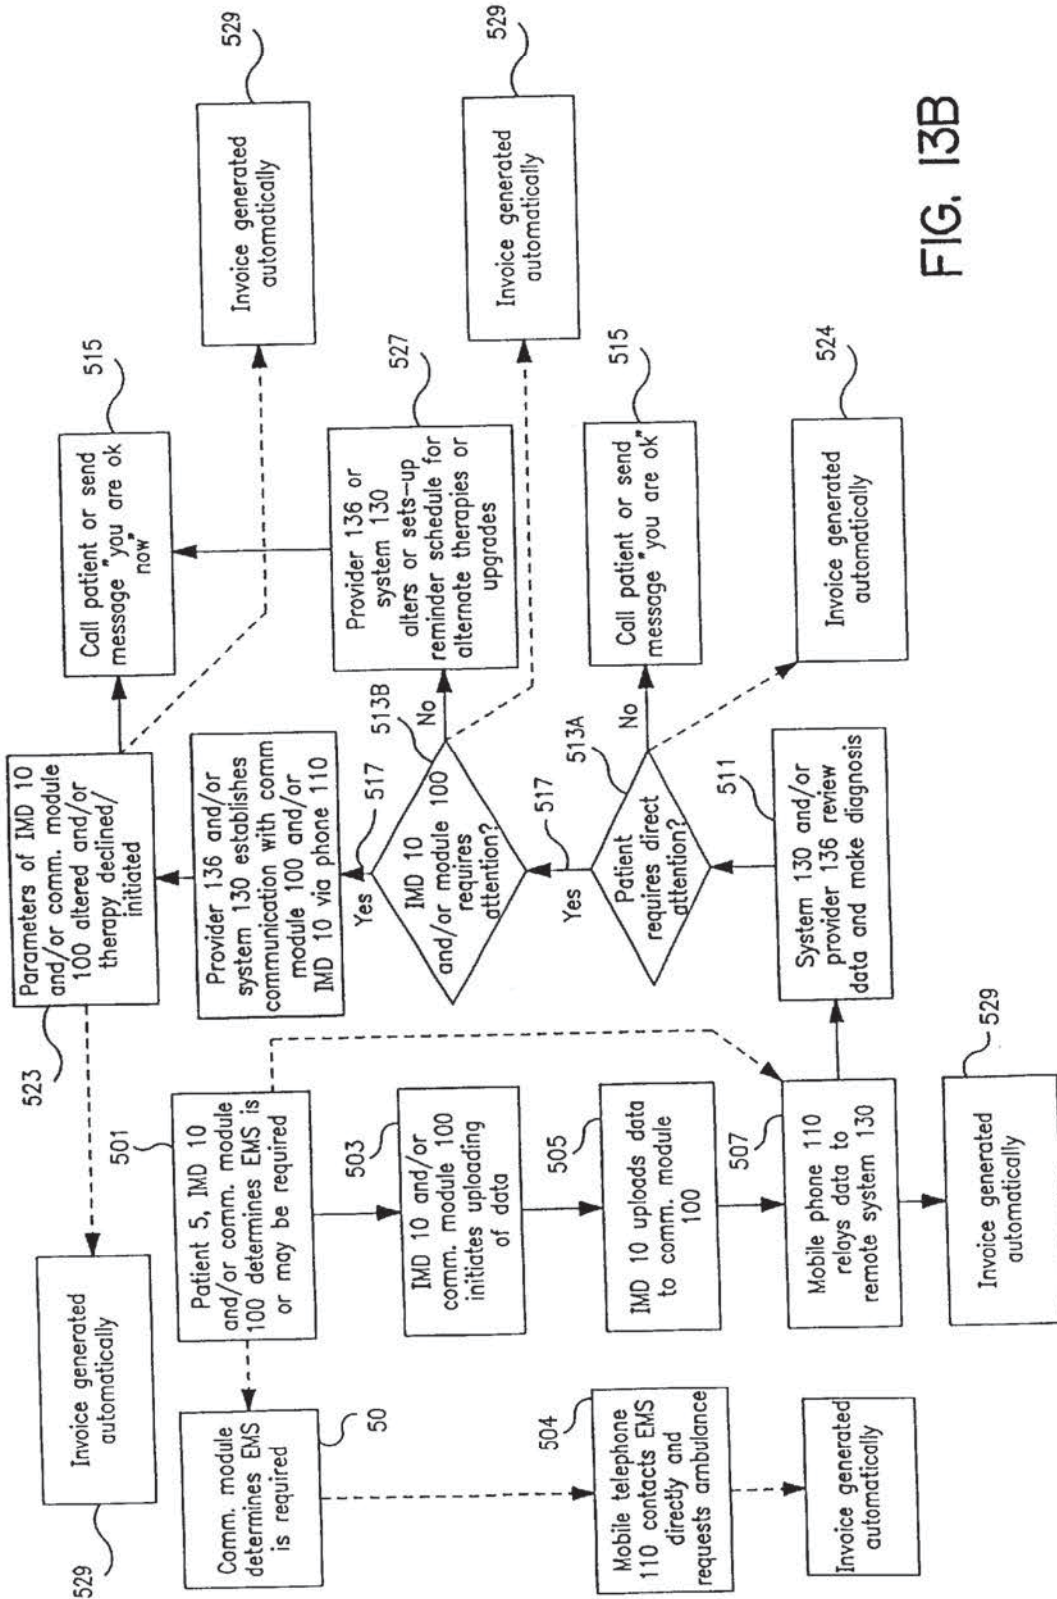 529
Invoice generated
automatically
529
Invoice generated
automatically
515
Call patient or send
message "you are ok
now"
527
Provider 136 or
system 130
alters or sets-up
reminder schedule for
alternate therapies or
upgrades
515
Call patient or send
message "you are ok"
524
Invoice generated
automatically
Parameters of IMD 10
and/or comm. module
100 altered and/or
therapy declined/
initiated
523
Provider 136 and/or
system 130 establishes
communication with comm
module 100 and/or
IMD 10 via phone 110
517
Yes
513B
No
IMD 10
and/or module 100
requires
attention?
517
Yes
513A
No
Patient
requires direct
attention?
511
System 130 and/or
provider 136 review
data and make diagnosis
501
Patient 5, IMD 10
and/or comm. module
100 determines EMS is
or may be required
503
IMD 10 and/or
comm. module 100
initiates uploading
of data
505
IMD 10 uploads data
to comm. module
100
507
Mobile phone 110
relays data to
remote system 130
529
Invoice generated
automatically
Invoice generated
automatically
529
50
Comm. module
determines EMS
is required
504
Mobile telephone
110 contacts EMS
directly and
requests ambulance
Invoice generated
automatically
FIG. 13B